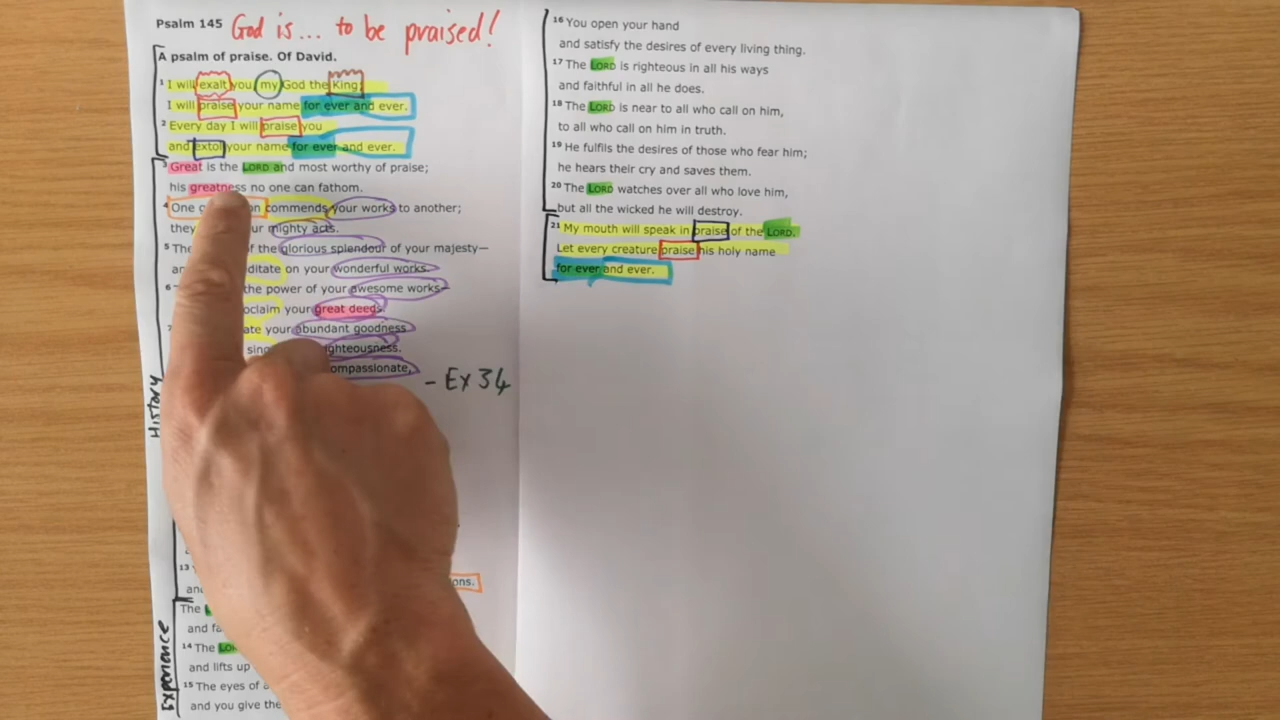 Psalm 145 God is... to be praised!
A psalm of praise. Of David.
1 I will exalt you my God the King;
I will praise your name for ever and ever.
2 Every day I will praise you
and extol your name for ever and ever.
3 Great is the LORD and most worthy of praise;
his greatness no one can fathom.
4 One commends your works to another;
they mighty acts.
5 of the glorious splendour of your majesty—
on your wonderful works.
6 the power of your awesome works—
your great deeds.
7 your abundant goodness
- Ex 34
History
13
The
and
14 The
and lifts up
15 The eyes of
and you give the
Experience
16 You open your hand
and satisfy the desires of every living thing.
17 The LORD is righteous in all his ways
and faithful in all he does.
18 The LORD is near to all who call on him,
to all who call on him in truth.
19 He fulfils the desires of those who fear him;
he hears their cry and saves them.
20 The LORD watches over all who love him,
but all the wicked he will destroy.
21 My mouth will speak in praise of the LORD.
Let every creature praise his holy name
for ever and ever.